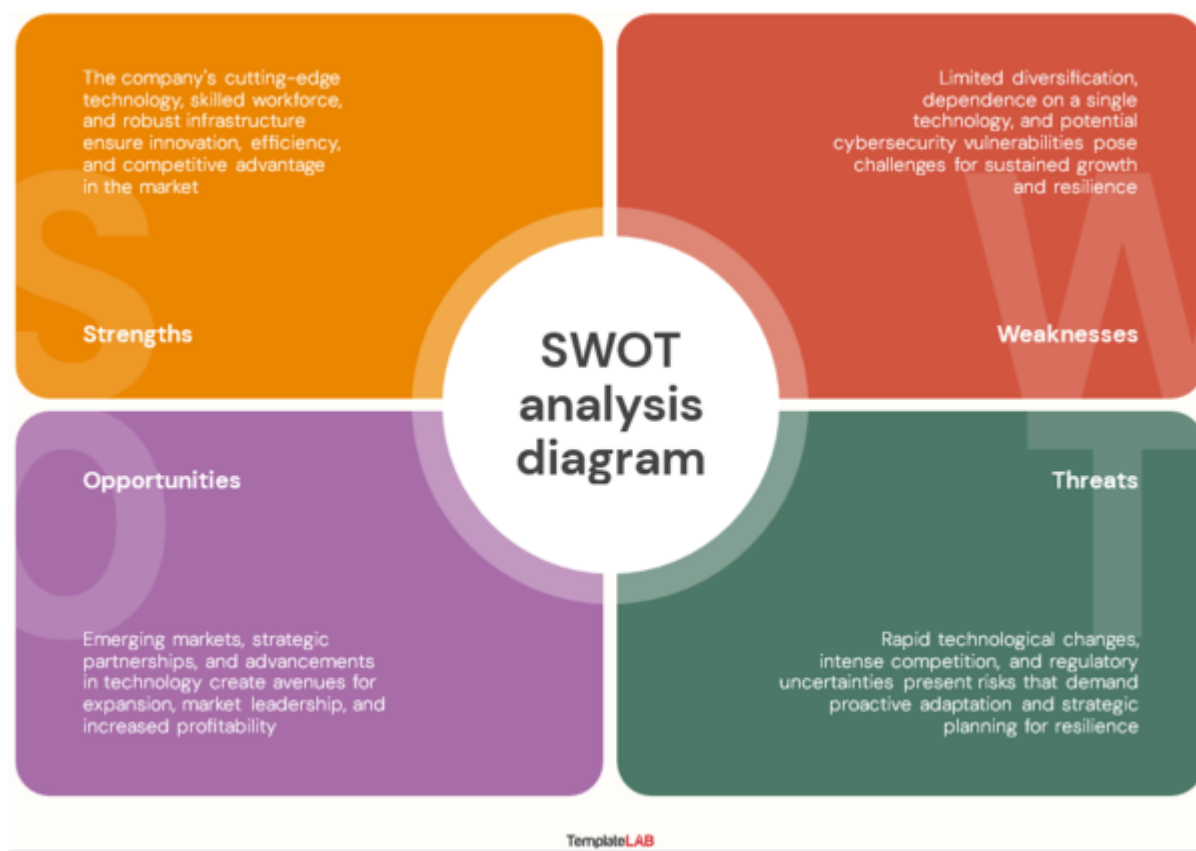 The company's cutting-edge
technology, skilled workforce,
and robust infrastructure
ensure innovation, efficiency,
and competitive advantage
in the market
S
Strengths
Limited diversification,
dependence on a single
technology, and potential
cybersecurity vulnerabilities pose
challenges for sustained growth
and resilience
W
Weaknesses
SWOT
analysis
diagram
Opportunities
O
Emerging markets, strategic
partnerships, and advancements
in technology create avenues for
expansion, market leadership, and
increased profitability
Threats
T
Rapid technological changes,
intense competition, and regulatory
uncertainties present risks that demand
proactive adaptation and strategic
planning for resilience
TemplateLAB